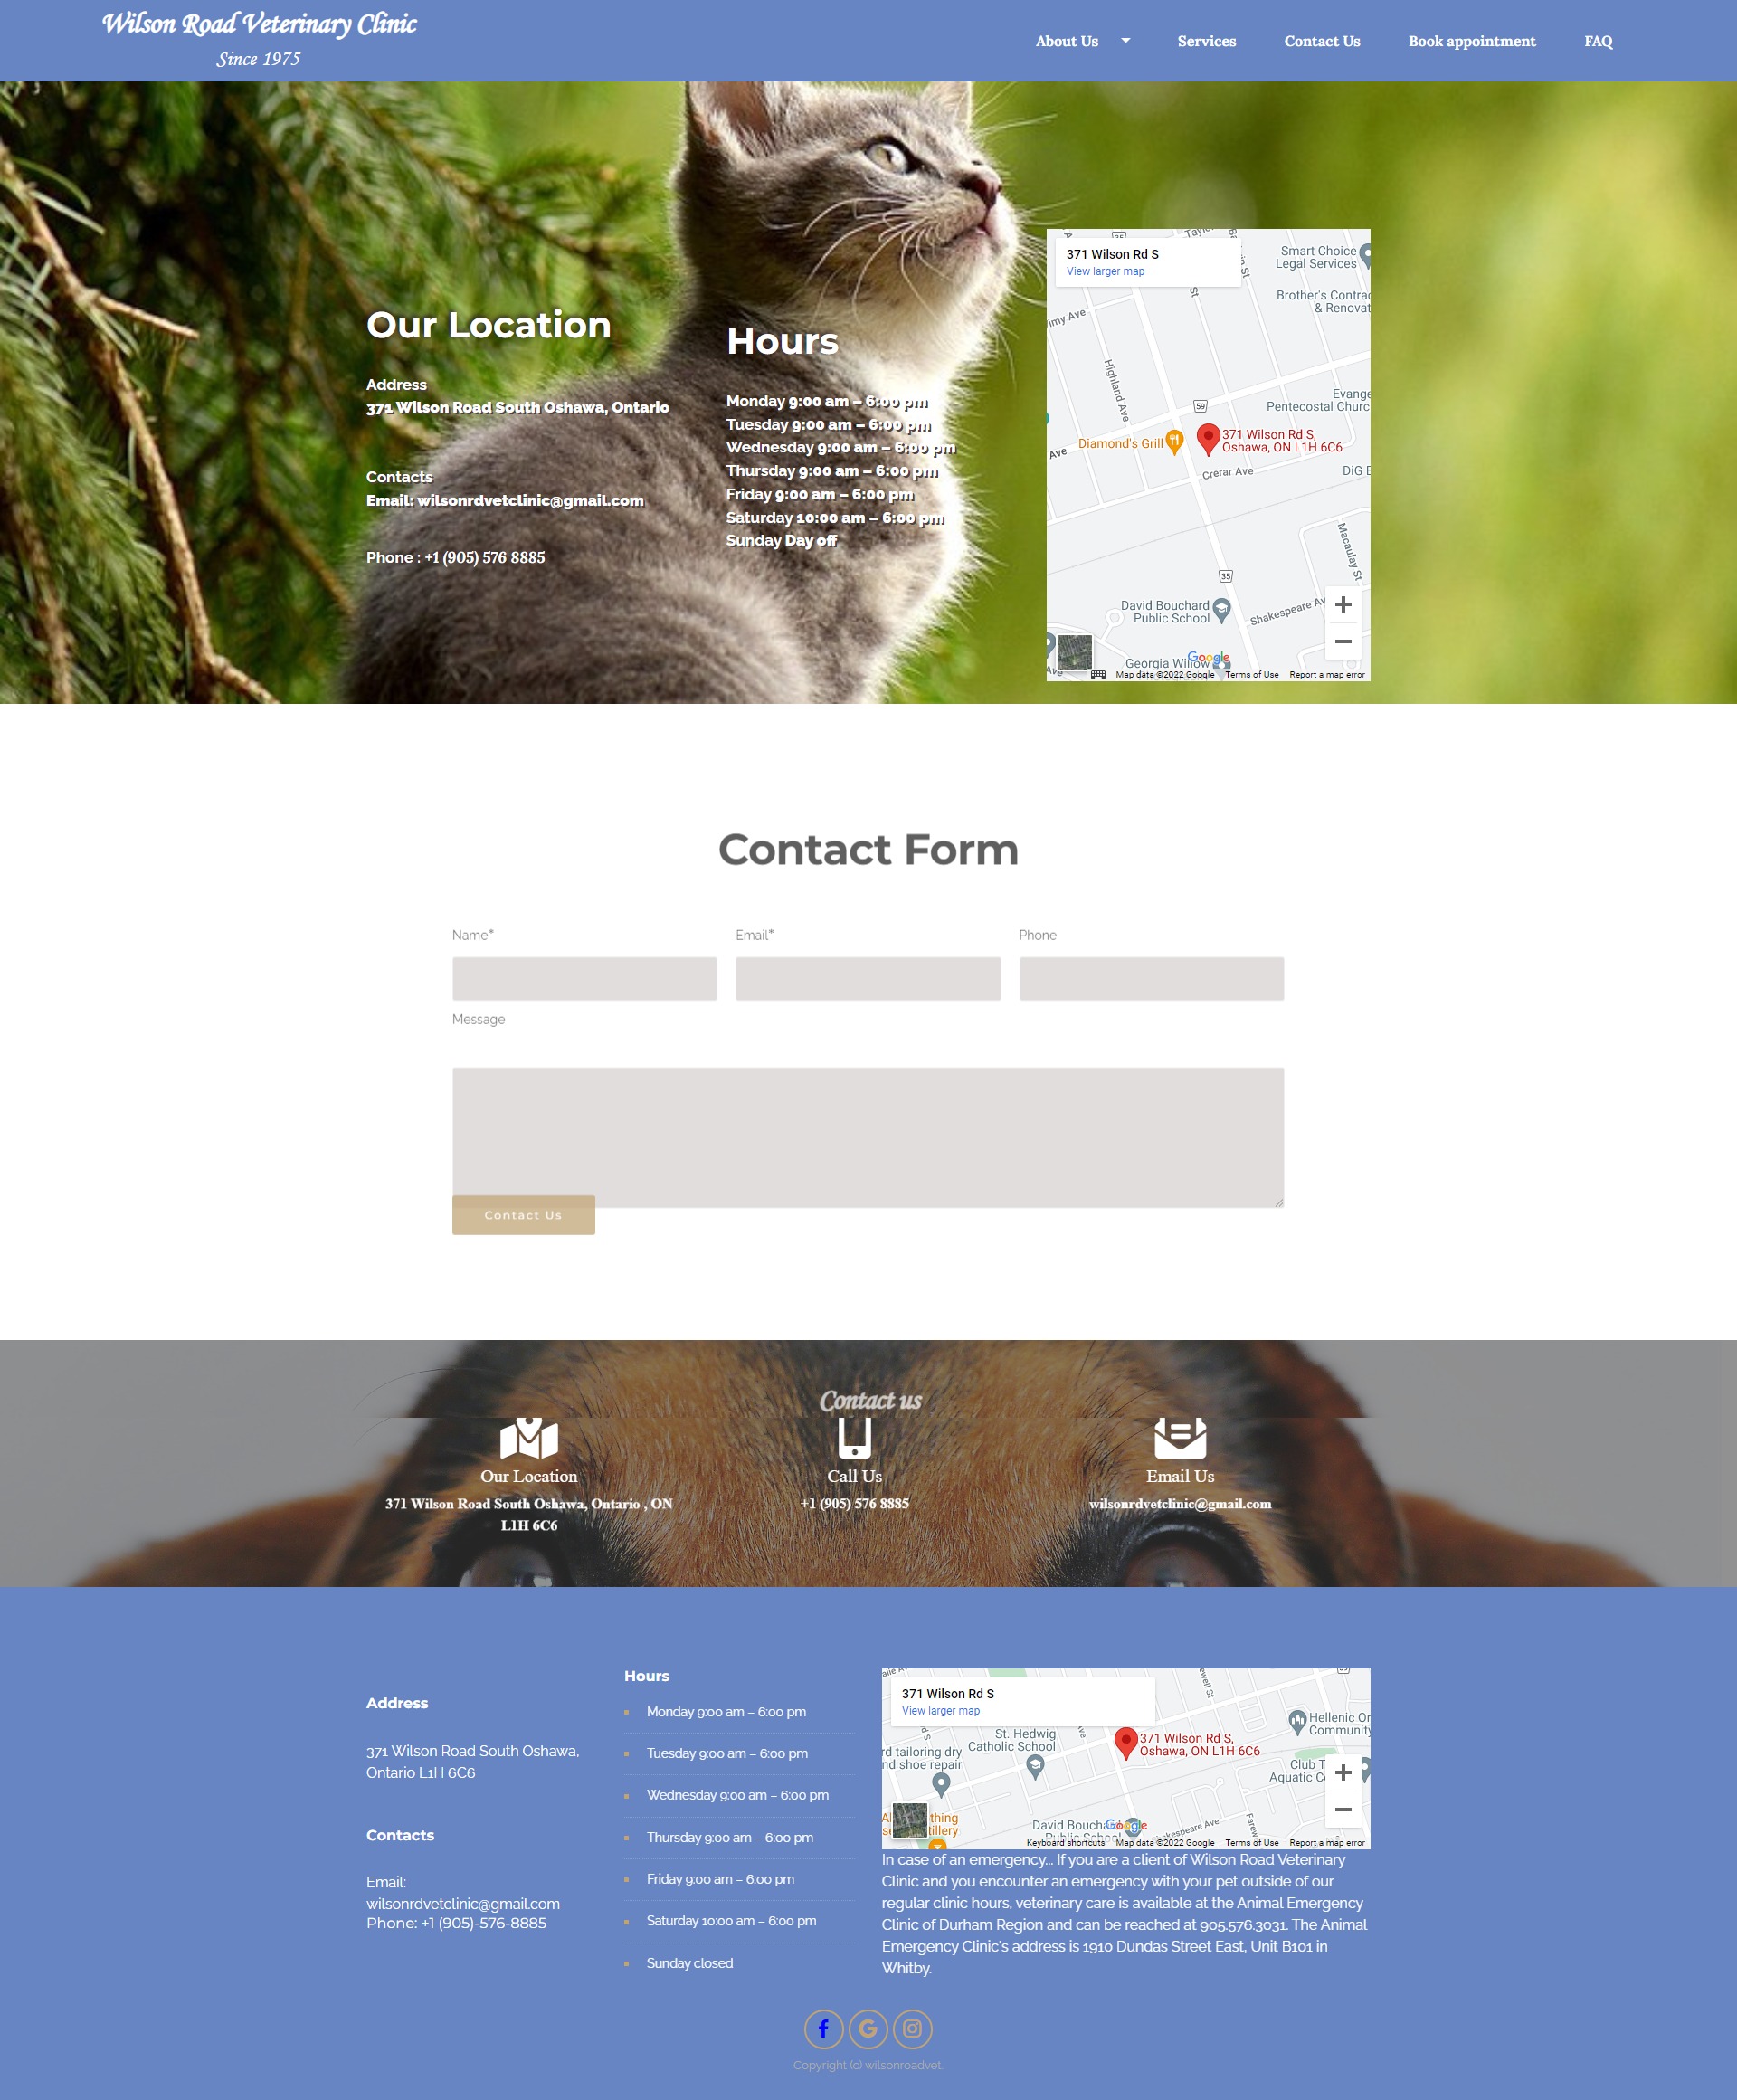 Wilson Road Veterinary Clinic
Since 1975
About Us
Services
Contact Us
Book appointment
FAQ
Our Location
Address
371 Wilson Road South Oshawa, Ontario
Contacts
Email: wilsonrdvetclinic@gmail.com
Phone : +1 (905) 576 8885
Hours
Monday 9:00 am – 6:00 pm
Tuesday 9:00 am – 6:00 pm
Wednesday 9:00 am – 6:00 pm
Thursday 9:00 am – 6:00 pm
Friday 9:00 am – 6:00 pm
Saturday 10:00 am – 6:00 pm
Sunday Day off
371 Wilson Rd S
View larger map
Smart Choice
Legal Services
Brother's
& Renovat
Highland Ave
59
Pentecostal
Diamond's Grill
371 Wilson Rd S,
Oshawa, ON L1H 6C6
Ave
Crerar Ave
DiG
Macaulay St
35
David Bouchard
Public School
Shakespeare
Georgia Willow
Google
Map data ©2022 Google
Terms of Use
Report a map error
Contact Form
Name*
Email*
Phone
Message
Contact Us
Contact us
Our Location
371 Wilson Road South Oshawa, Ontario , ON
L1H 6C6
Call Us
+1 (905) 576 8885
Email Us
wilsonrdvetclinic@gmail.com
Address
371 Wilson Road South Oshawa,
Ontario L1H 6C6
Contacts
Email:
wilsonrdvetclinic@gmail.com
Phone: +1 (905)-576-8885
Hours
Monday 9:00 am – 6:00 pm
Tuesday 9:00 am – 6:00 pm
Wednesday 9:00 am – 6:00 pm
Thursday 9:00 am – 6:00 pm
Friday 9:00 am – 6:00 pm
Saturday 10:00 am – 6:00 pm
Sunday closed
371 Wilson Rd S
View larger map
St. Hedwig
Catholic School
371 Wilson Rd S,
Oshawa, ON L1H 6C6
Hellenic
Community
rd tailoring dry
nd shoe repair
Club
Aquatic
David
Public School
Google
Keyboard shortcuts
Map data ©2022 Google
Terms of Use
Report a map error
In case of an emergency... If you are a client of Wilson Road Veterinary
Clinic and you encounter an emergency with your pet outside of our
regular clinic hours, veterinary care is available at the Animal Emergency
Clinic of Durham Region and can be reached at 905.576.3031. The Animal
Emergency Clinic's address is 1910 Dundas Street East, Unit B101 in
Whitby.
Copyright (c) wilsonroadvet.